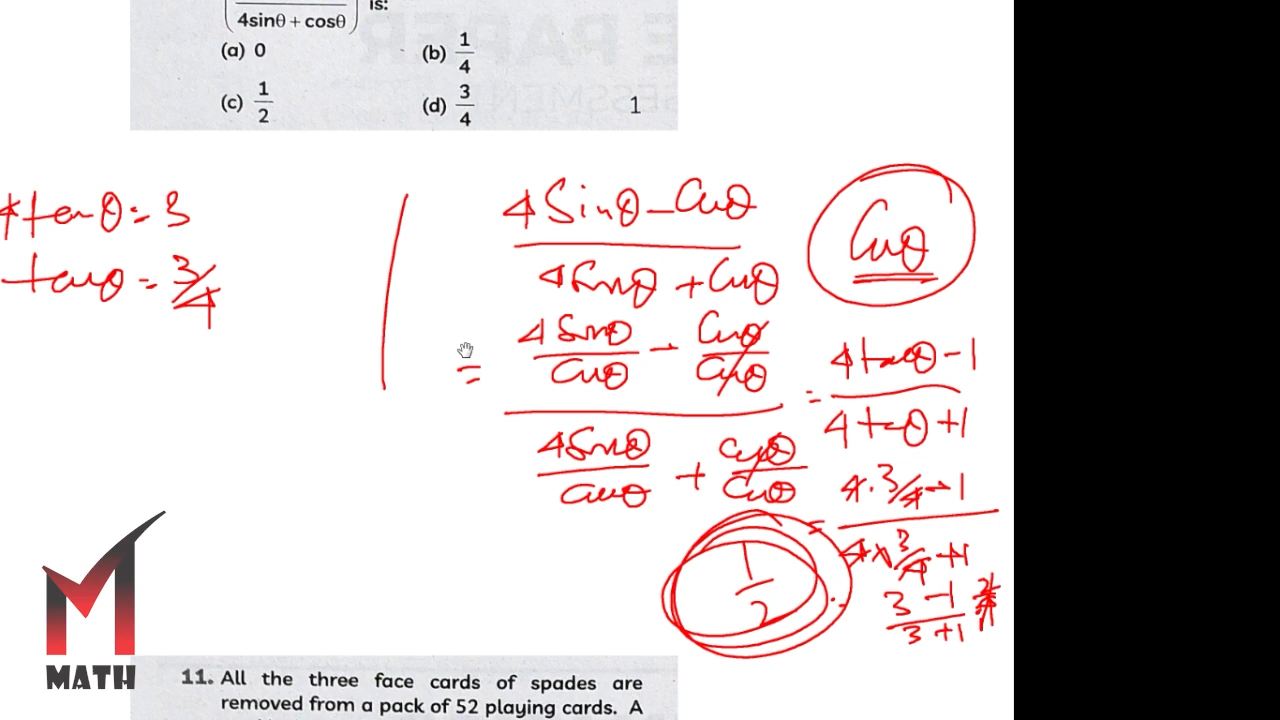 is:
4sinθ + cosθ
(a) 0
(b) 1/4
(c) 1/2
(d) 3/4
1
4tanθ = 3
tanθ = 3/4
4Sinθ - Cosθ
4Sinθ + Cosθ
Cosθ
= 4Sinθ/Cosθ - Cosθ/Cosθ
4Sinθ/Cosθ + Cosθ/Cosθ
= 4tanθ - 1
4tanθ + 1
= 4·3/4 - 1
4×3/4 + 1
= 3 - 1
3 + 1
1/2
MATH
11. All the three face cards of spades are
removed from a pack of 52 playing cards. A